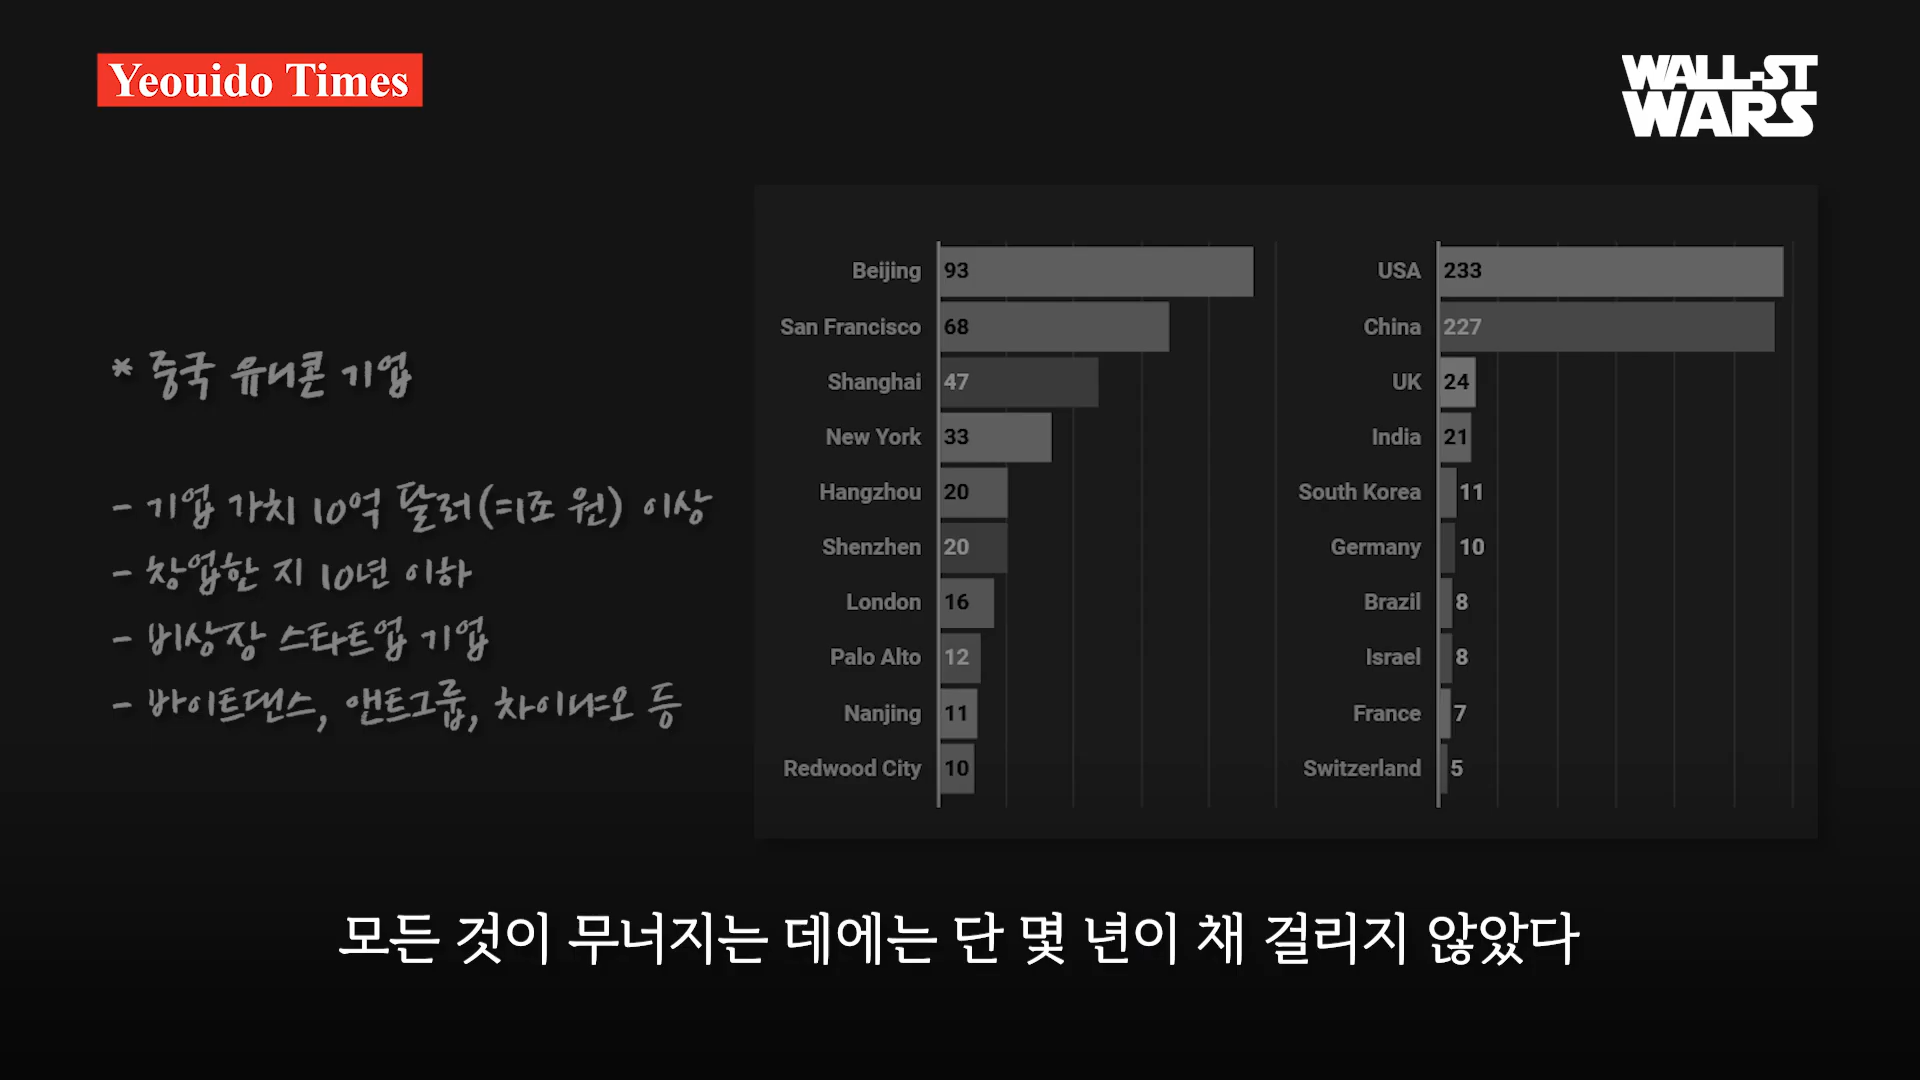 Yeouido Times
WALL-ST
WARS
* 중국 유니콘 기업
- 기업 가치 10억 달러(=1조 원) 이상
- 창업한 지 10년 이하
- 비상장 스타트업 기업
- 바이트댄스, 앤트그룹, 차이냐오 등
Beijing 93
San Francisco 68
Shanghai 47
New York 33
Hangzhou 20
Shenzhen 20
London 16
Palo Alto 12
Nanjing 11
Redwood City 10
USA 233
China 227
UK 24
India 21
South Korea 11
Germany 10
Brazil 8
Israel 8
France 7
Switzerland 5
모든 것이 무너지는 데에는 단 몇 년이 채 걸리지 않았다